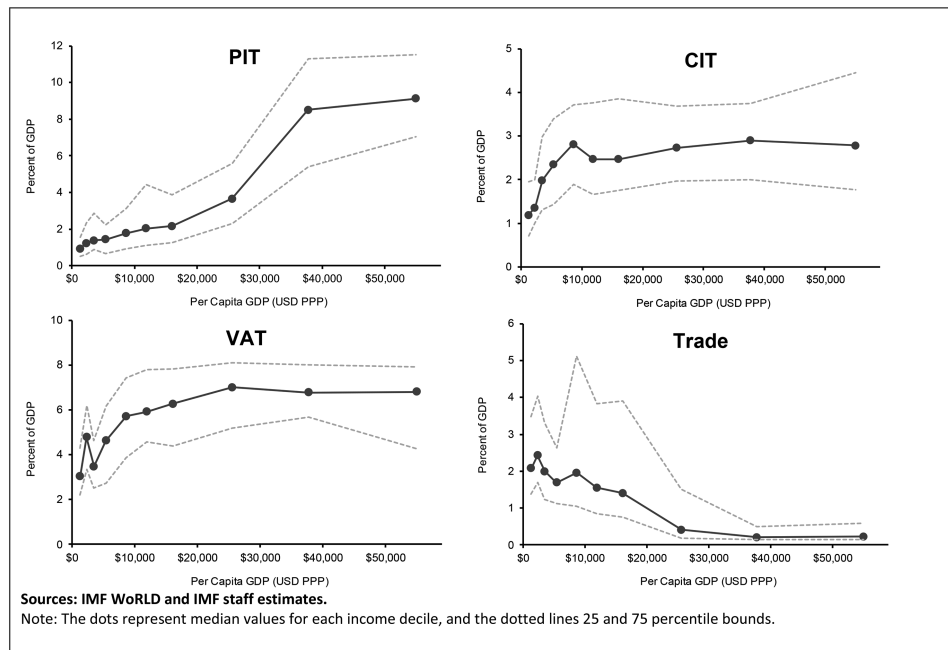 PIT
12
10
8
6
4
2
0
Percent of GDP
$0 $10,000 $20,000 $30,000 $40,000 $50,000
Per Capita GDP (USD PPP)
CIT
5
4
3
2
1
0
Percent of GDP
$0 $10,000 $20,000 $30,000 $40,000 $50,000
Per Capita GDP (USD PPP)
VAT
10
8
6
4
2
0
Percent of GDP
$0 $10,000 $20,000 $30,000 $40,000 $50,000
Per Capita GDP (USD PPP)
Trade
6
5
4
3
2
1
0
Percent of GDP
$0 $10,000 $20,000 $30,000 $40,000 $50,000
Per Capita GDP (USD PPP)
Sources: IMF WoRLD and IMF staff estimates.
Note: The dots represent median values for each income decile, and the dotted lines 25 and 75 percentile bounds.